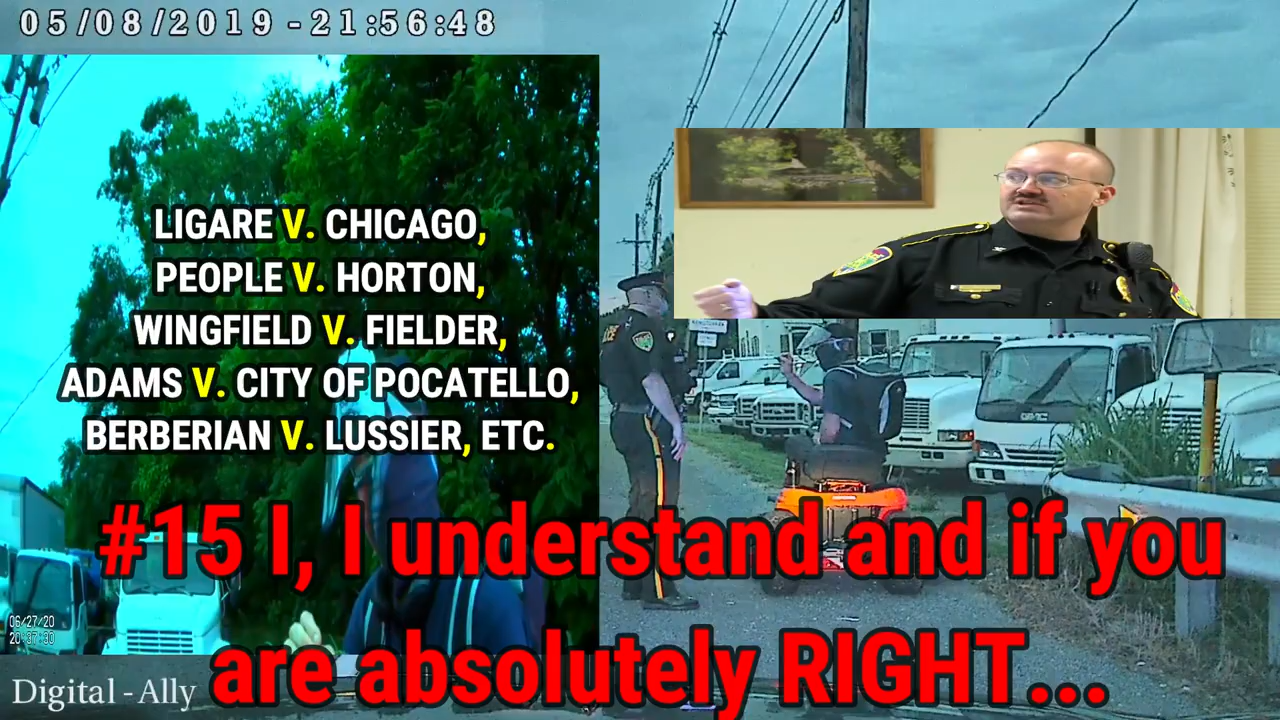 05/08/2019 - 21:56:48
LIGARE V. CHICAGO,
PEOPLE V. HORTON,
WINGFIELD V. FIELDER,
ADAMS V. CITY OF POCATELLO,
BERBERIAN V. LUSSIER, ETC.
#15 I, I understand and if you
are absolutely RIGHT...
06/27/20
20:37:30
Digital-Ally